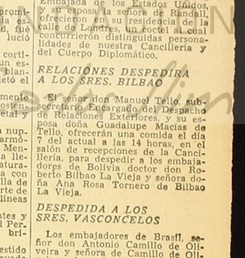 Embajada de los Estados Unidos,
y su esposa, la señora de Randall,
ofrecieron en su residencia de la
londres, un coctel al cual
concurrieron distinguidas personali-
dades de nuestra Cancillería y
del Cuerpo Diplomático.
RELACIONES DESPEDIRA
A LOS SRES. BILBAO
El señor don Manuel Tello, sub-
secretario, Encargado del Despacho
de Relaciones Exteriores, y su es-
posa doña Guadalupe Macías de
Tello, ofrecerán una comida el día
7 del actual a las 14 horas, en el
salón de recepciones de la Canci-
llería, para despedir a los embaja-
dores de Bolivia doctor don Ro-
berto Bilbao La Vieja y señora do-
ña Ana Rosa Tornero de Bilbao
La Vieja.
DESPEDIDA A LOS
SRES. VASCONCELOS
Los embajadores de Brasil, se-
ñor don Antonio Camillo de Oli-
veira y señora de Camillo de Oli-